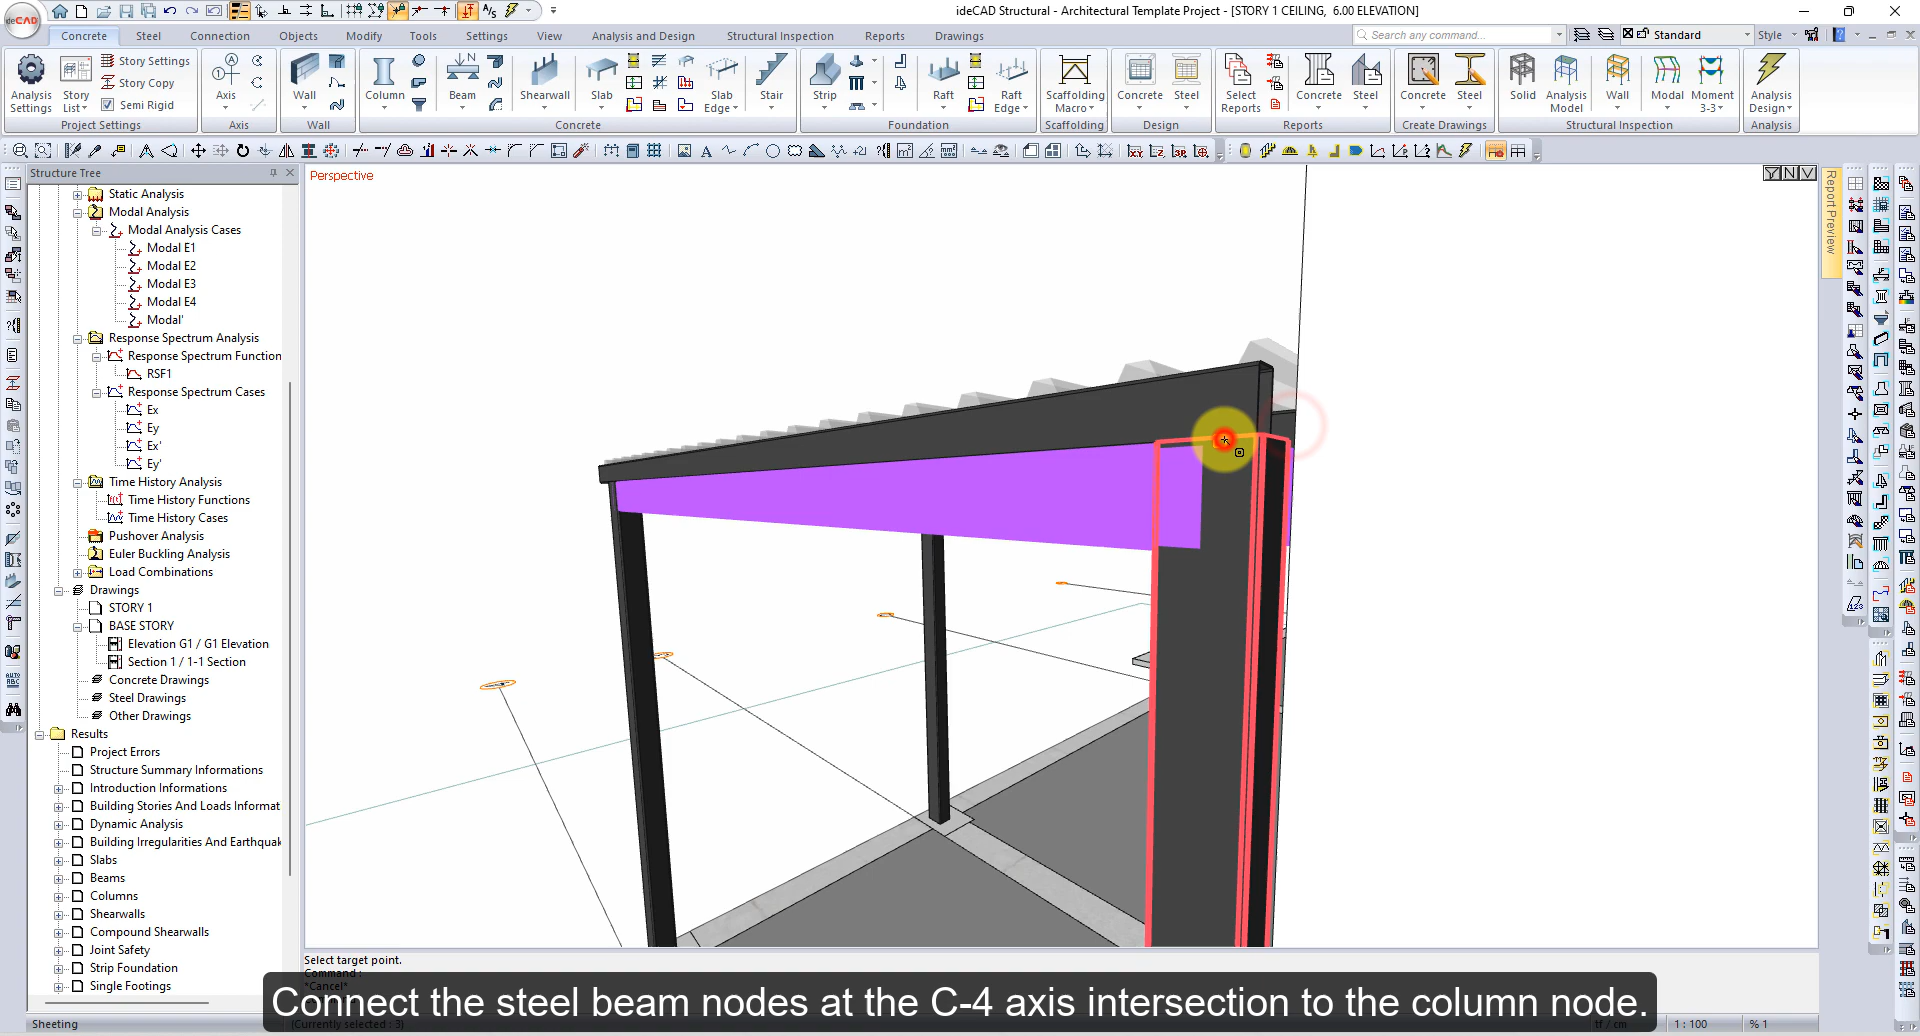 ideCAD Structural - Architectural Template Project - [STORY 1 CEILING, 6.00 ELEVATION]
ideCAD
Concrete Steel Connection Objects Modify Tools Settings View Analysis and Design Structural Inspection Reports Drawings
Search any command...
Standard
Style
Analysis Settings
Story List
Story Settings
Story Copy
Semi Rigid
Axis
Wall
Column
Beam
Shearwall
Slab
Slab Edge
Stair
Strip
Raft
Raft Edge
Scaffolding Macro
Concrete
Steel
Select Reports
Concrete
Steel
Concrete
Steel
Solid
Analysis Model
Wall
Modal
Moment 3-3
Analysis Design
Project Settings Axis Wall Concrete Foundation Scaffolding Design Reports Create Drawings Structural Inspection Analysis
Structure Tree
Perspective
Report Preview
Static Analysis
Modal Analysis
Modal Analysis Cases
Modal E1
Modal E2
Modal E3
Modal E4
Modal'
Response Spectrum Analysis
Response Spectrum Function
RSF1
Response Spectrum Cases
Ex
Ey
Ex'
Ey'
Time History Analysis
Time History Functions
Time History Cases
Pushover Analysis
Euler Buckling Analysis
Load Combinations
Drawings
STORY 1
BASE STORY
Elevation G1 / G1 Elevation
Section 1 / 1-1 Section
Concrete Drawings
Steel Drawings
Other Drawings
Results
Project Errors
Structure Summary Informations
Introduction Informations
Building Stories And Loads Informat
Dynamic Analysis
Building Irregularities And Earthquak
Slabs
Beams
Columns
Shearwalls
Compound Shearwalls
Joint Safety
Strip Foundation
Single Footings
Select target point.
Command :
*Cancel*
Connect the steel beam nodes at the C-4 axis intersection to the column node.
Sheeting
(Currently selected : 3)
tf / cm
1 : 100
% 1